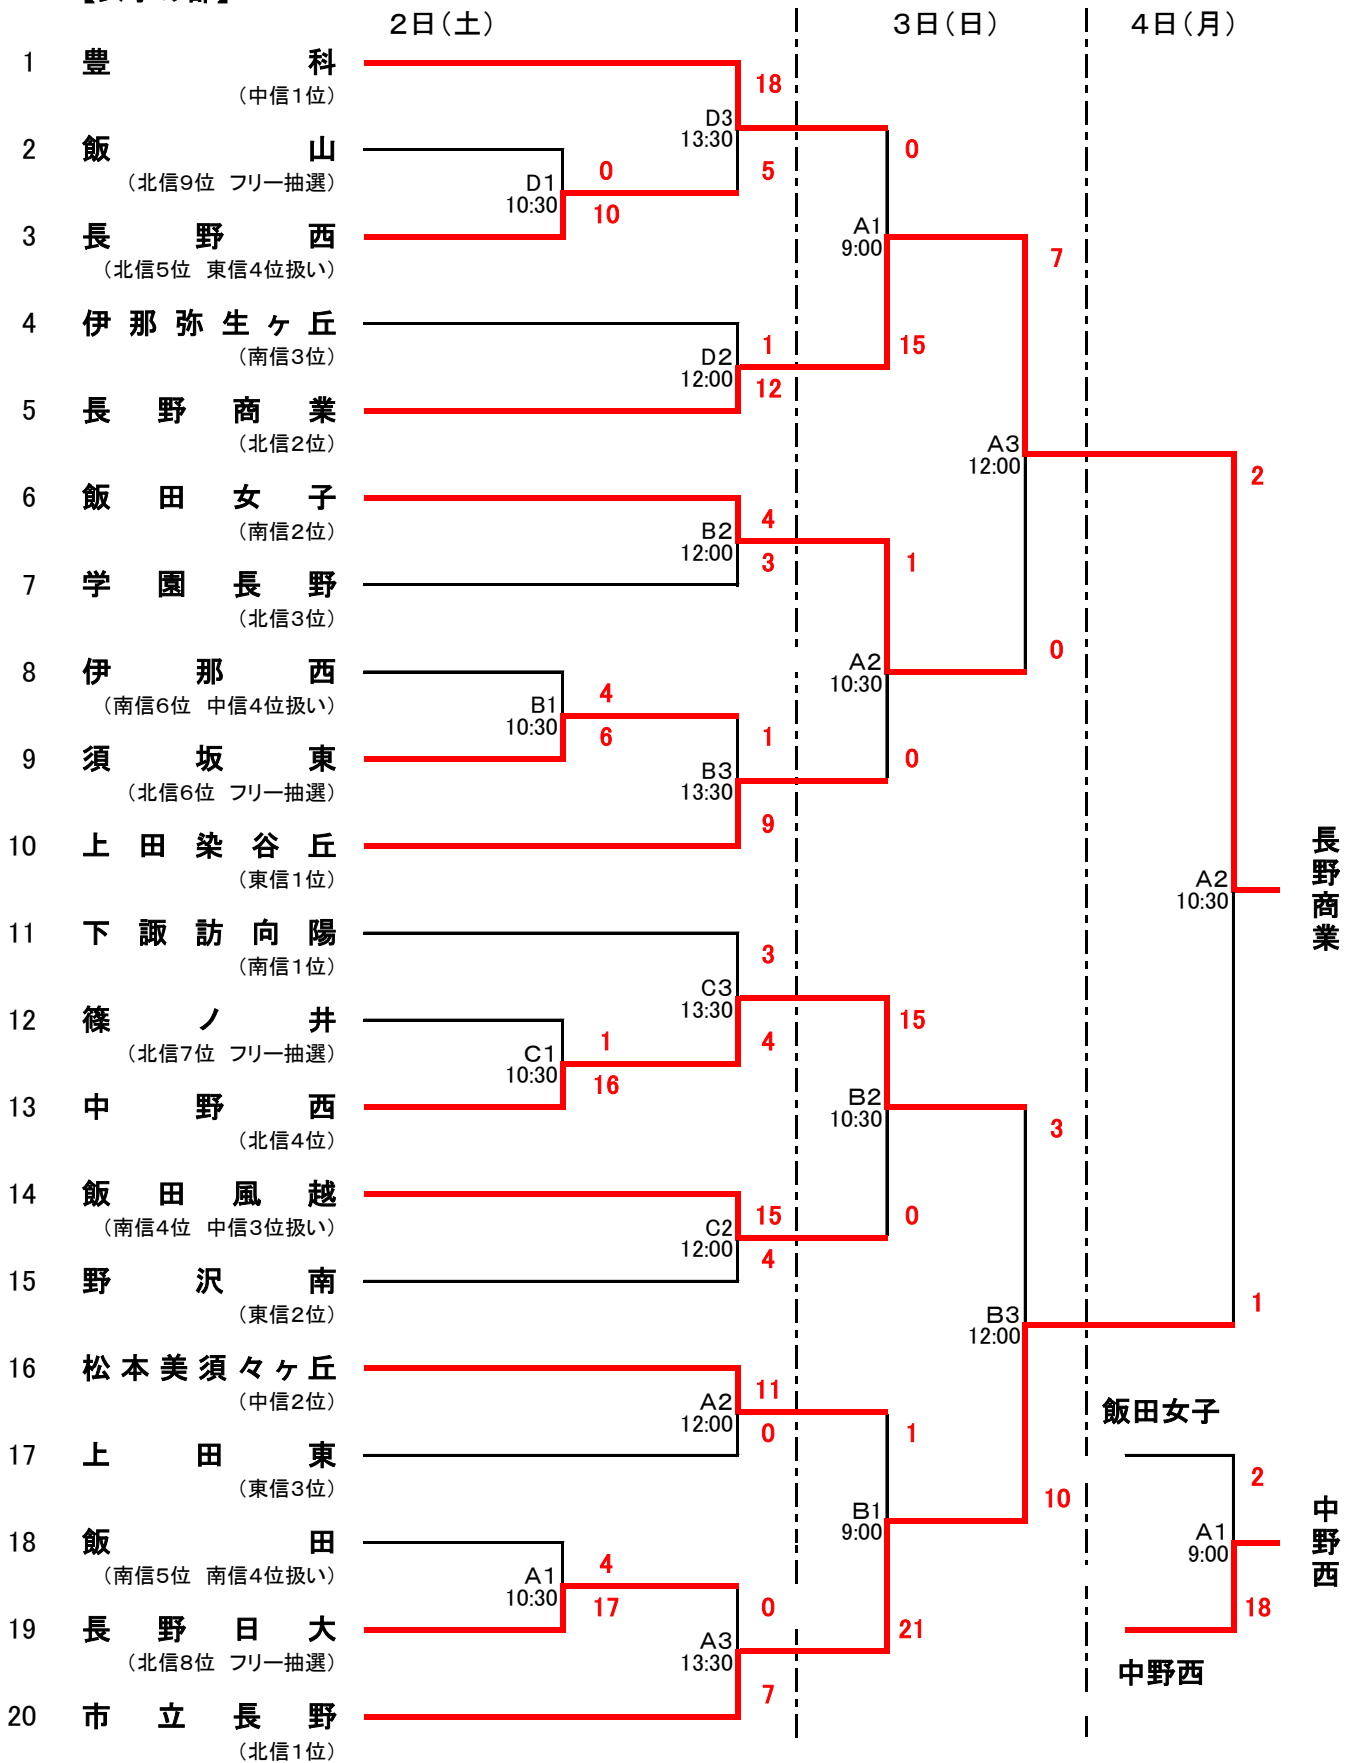 2日(土) 3日(日) 4日(月)
1 豊科
(中信1位)
18
D3
13:30
2 飯山
0
(北信9位 フリー抽選)
0
5
D1
10:30
10
3 長野西
(北信5位 東信4位扱い)
A1
9:00
7
4 伊那弥生ヶ丘
(南信3位)
1
15
D2
12:00
12
5 長野商業
(北信2位)
A3
12:00
2
6 飯田女子
(南信2位)
4
B2
12:00
3
1
7 学園長野
(北信3位)
0
8 伊那西
A2
10:30
(南信6位 中信4位扱い)
4
B1
10:30
6
1
9 須坂東
0
(北信6位 フリー抽選)
B3
13:30
9
10 上田染谷丘
(東信1位)
A2
10:30
長野商業
11 下諏訪向陽
(南信1位)
3
C3
13:30
12 篠ノ井
15
(北信7位 フリー抽選)
1
4
C1
10:30
16
13 中野西
(北信4位)
B2
10:30
3
14 飯田風越
(南信4位 中信3位扱い)
15
0
C2
12:00
4
15 野沢南
(東信2位)
B3
12:00
1
16 松本美須々ヶ丘
(中信2位)
11
A2
12:00
0
1
飯田女子
17 上田東
(東信3位)
2
10
B1
9:00
18 飯田
(南信5位 南信4位扱い)
4
A1
10:30
17
0
A1
9:00
中野西
18
19 長野日大
21
(北信8位 フリー抽選)
A3
13:30
7
中野西
20 市立長野
(北信1位)